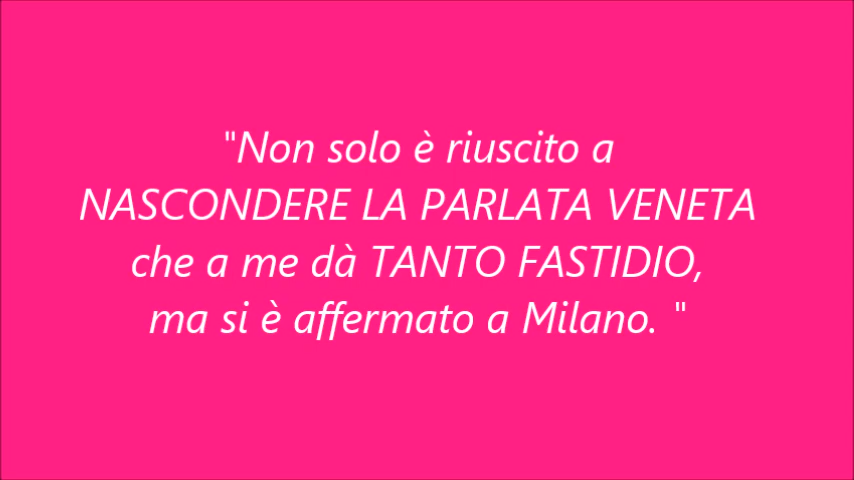 "Non solo è riuscito a
NASCONDERE LA PARLATA VENETA
che a me dà TANTO FASTIDIO,
ma si è affermato a Milano. "